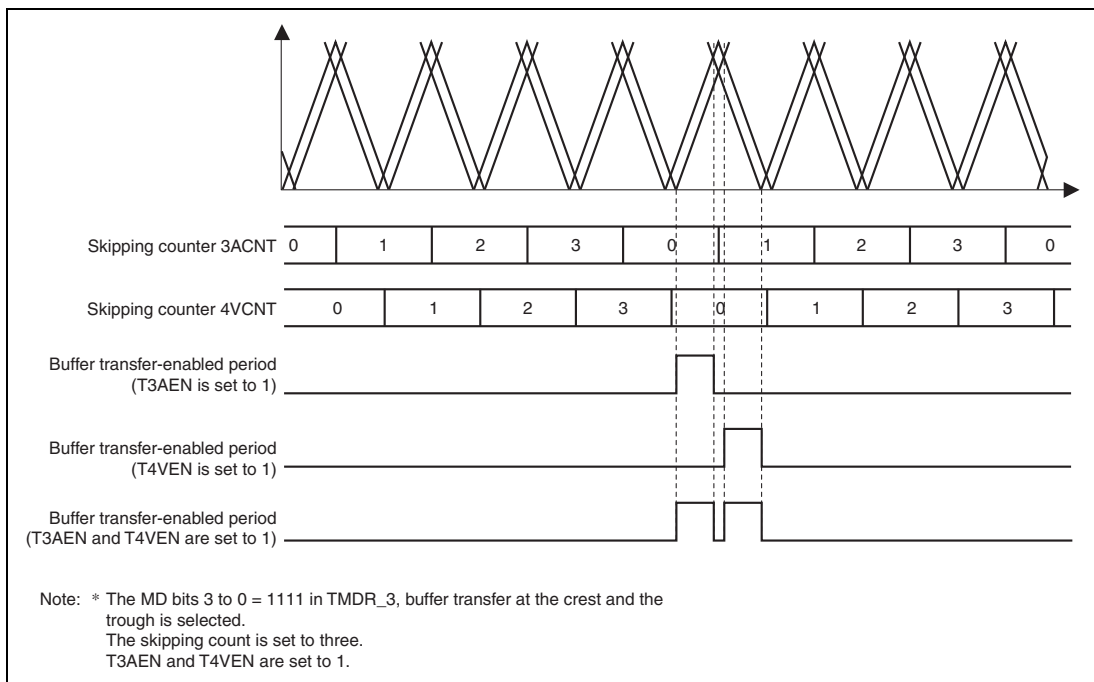 Skipping counter 3ACNT 0 1 2 3 0 1 2 3 0
Skipping counter 4VCNT 0 1 2 3 0 1 2 3
Buffer transfer-enabled period
(T3AEN is set to 1)
Buffer transfer-enabled period
(T4VEN is set to 1)
Buffer transfer-enabled period
(T3AEN and T4VEN are set to 1)
Note: * The MD bits 3 to 0 = 1111 in TMDR_3, buffer transfer at the crest and the
trough is selected.
The skipping count is set to three.
T3AEN and T4VEN are set to 1.